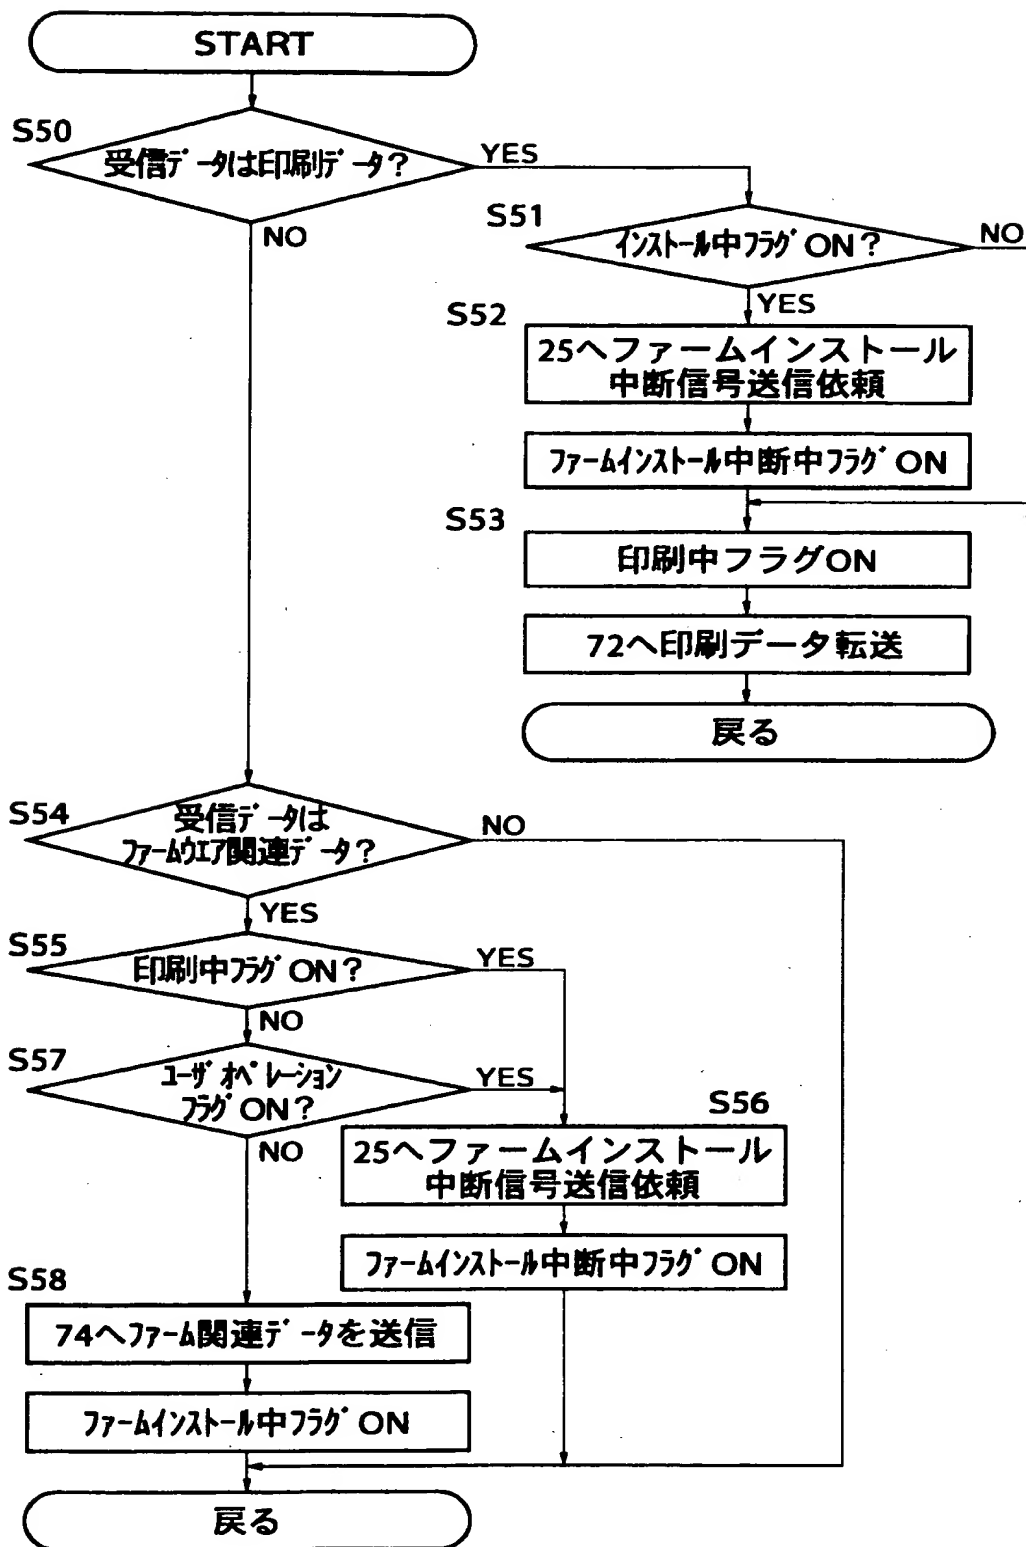 START
S50
受信データは印刷データ?
YES
NO
S51
インストール中フラグON?
NO
YES
S52
25へファームインストール
中断信号送信依頼
ファームインストール中断中フラグON
S53
印刷中フラグON
72へ印刷データ転送
戻る
S54
受信データは
ファームウエア関連データ?
NO
YES
S55
印刷中フラグON?
YES
NO
S57
ユーザオペレーション
フラグON?
YES
NO
S56
25へファームインストール
中断信号送信依頼
ファームインストール中断中フラグON
S58
74へファーム関連データを送信
ファームインストール中フラグON
戻る